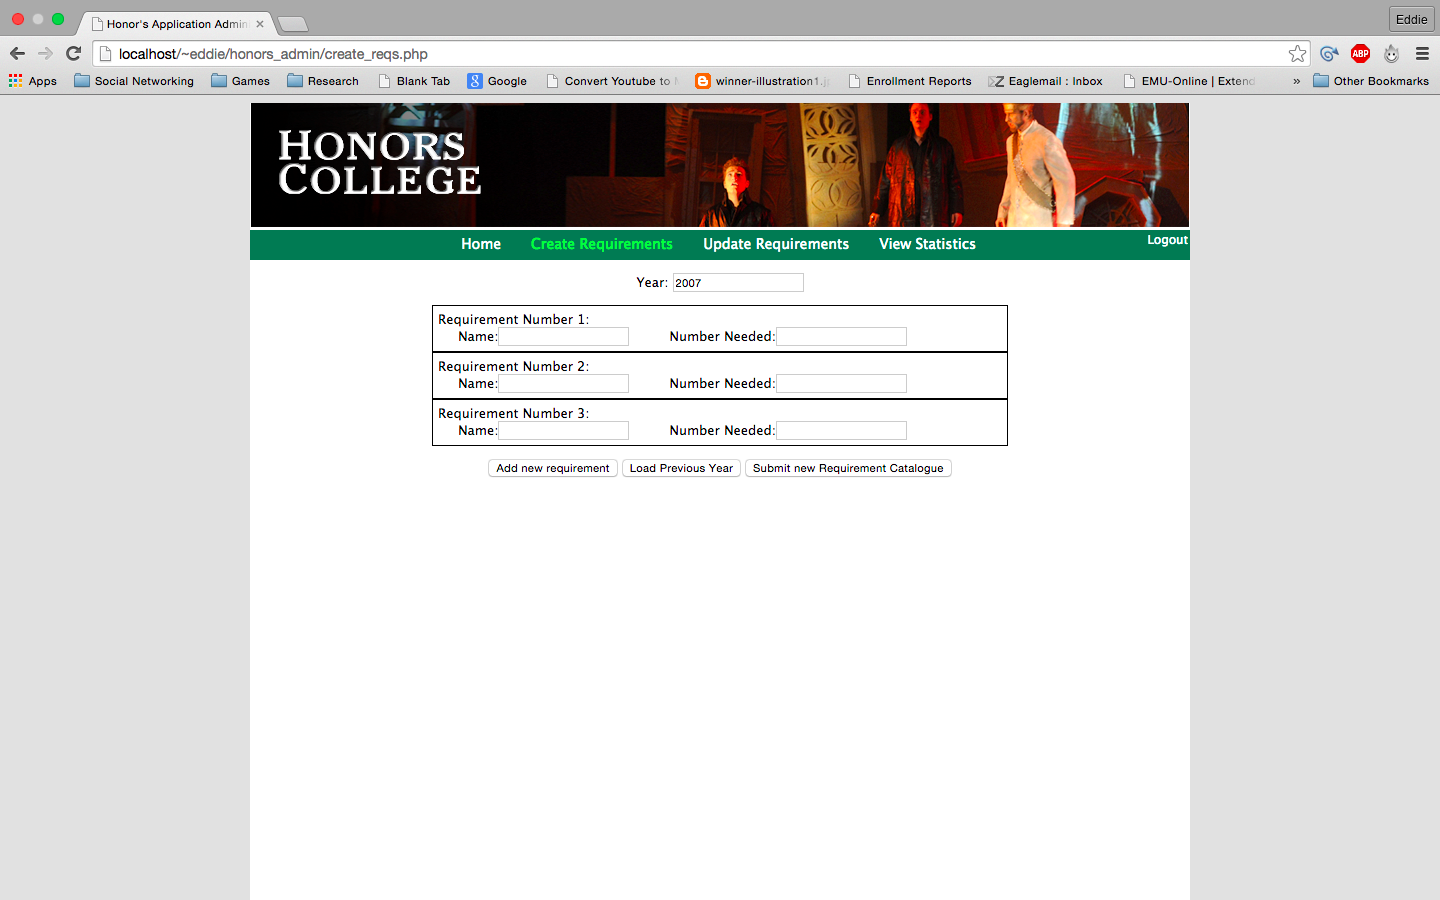 Honor's Application Admin
Eddie
localhost/~eddie/honors_admin/create_reqs.php
ABP
Apps Social Networking Games Research Blank Tab Google Convert Youtube to winner-illustration1.j Enrollment Reports Eaglemail : Inbox EMU-Online | Extend » Other Bookmarks
HONORS
COLLEGE
Home Create Requirements Update Requirements View Statistics Logout
Year: 2007
Requirement Number 1:
Name: Number Needed:
Requirement Number 2:
Name: Number Needed:
Requirement Number 3:
Name: Number Needed:
Add new requirement Load Previous Year Submit new Requirement Catalogue